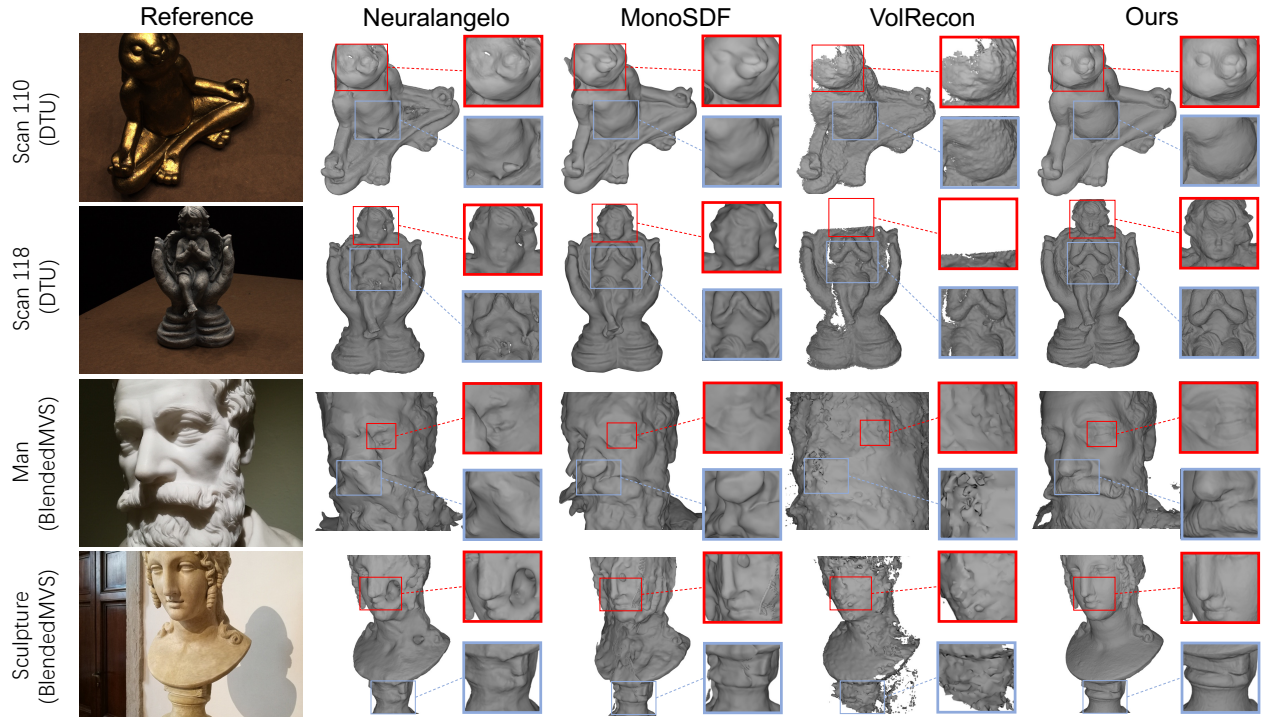 Reference Neuralangelo MonoSDF VolRecon Ours
Scan 110
(DTU)
Scan 118
(DTU)
Man
(BlendedMVS)
Sculpture
(BlendedMVS)